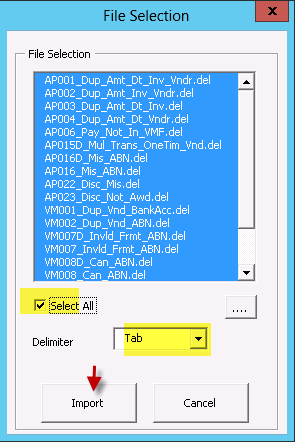 File Selection
x
File Selection
AP001_Dup_Amt_Dt_Inv_Vndr.del
AP002_Dup_Amt_Inv_Vndr.del
AP003_Dup_Amt_Dt_Inv.del
AP004_Dup_Amt_Dt_Vndr.del
AP006_Pay_Not_In_VMF.del
AP015D_Mul_Trans_OneTim_Vnd.del
AP016D_Mis_ABN.del
AP016_Mis_ABN.del
AP022_Disc_Mis.del
AP023_Disc_Not_Awd.del
VM001_Dup_Vnd_BankAcc.del
VM002_Dup_Vnd_ABN.del
VM007D_Invld_Frmt_ABN.del
VM007_Invld_Frmt_ABN.del
VM008D_Can_ABN.del
VM008_Can_ABN.del
Select All
....
Delimiter
Tab
Import
Cancel